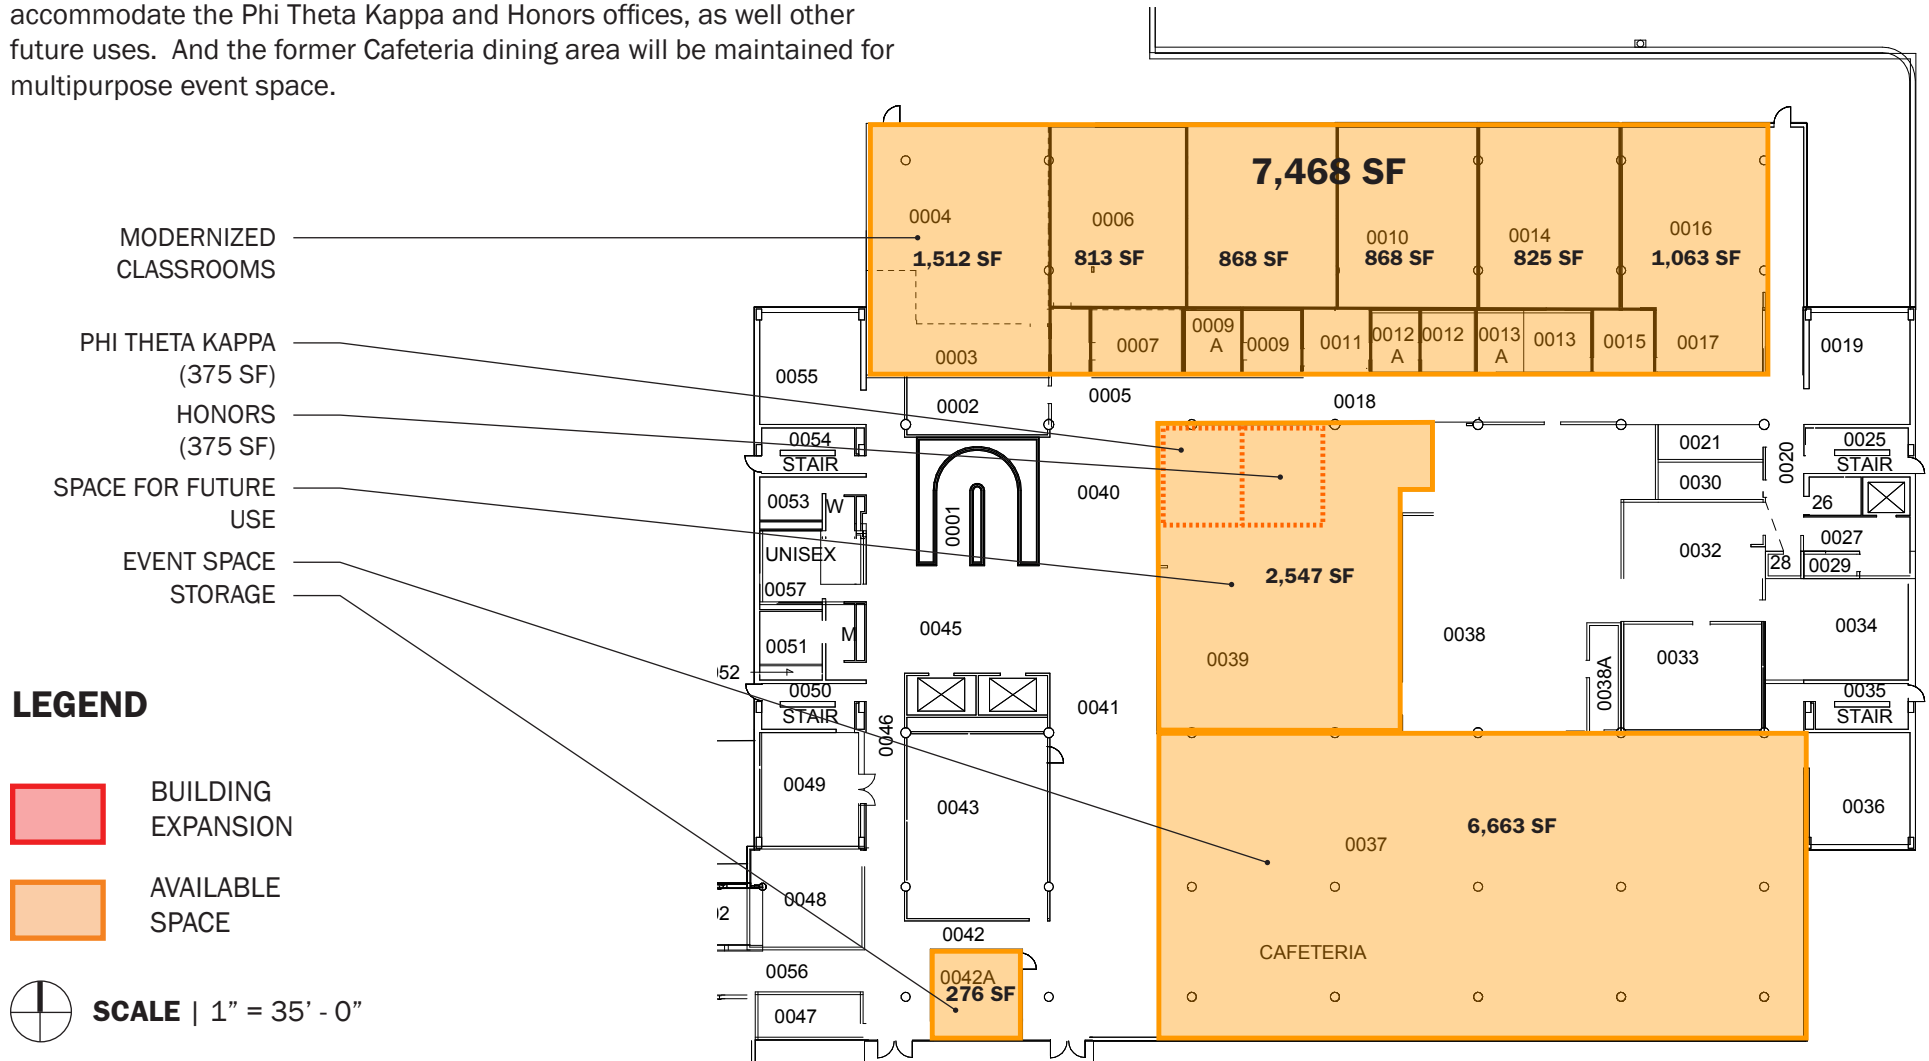 accommodate the Phi Theta Kappa and Honors offices, as well other
future uses.  And the former Cafeteria dining area will be maintained for
multipurpose event space.
MODERNIZED
CLASSROOMS
PHI THETA KAPPA
(375 SF)
HONORS
(375 SF)
SPACE FOR FUTURE
USE
EVENT SPACE
STORAGE
LEGEND
BUILDING
EXPANSION
AVAILABLE
SPACE
SCALE | 1” = 35’ - 0”
7,468 SF
0004
1,512 SF
0006
813 SF
868 SF
0010
868 SF
0014
825 SF
0016
1,063 SF
0003
0007
0009
A
0009
0011
0012
A
0012
0013
A
0013
0015
0017
0019
0055
0002
0005
0018
0054
STAIR
0053
W
UNISEX
0057
0051
M
0050
STAIR
0001
0040
0045
0041
0046
2,547 SF
0039
0038
0038A
0021
0030
0020
0025
STAIR
26
0027
28
0029
0032
0033
0034
0035
STAIR
0036
0049
0043
0048
0042
0042A
276 SF
0056
0047
6,663 SF
0037
CAFETERIA